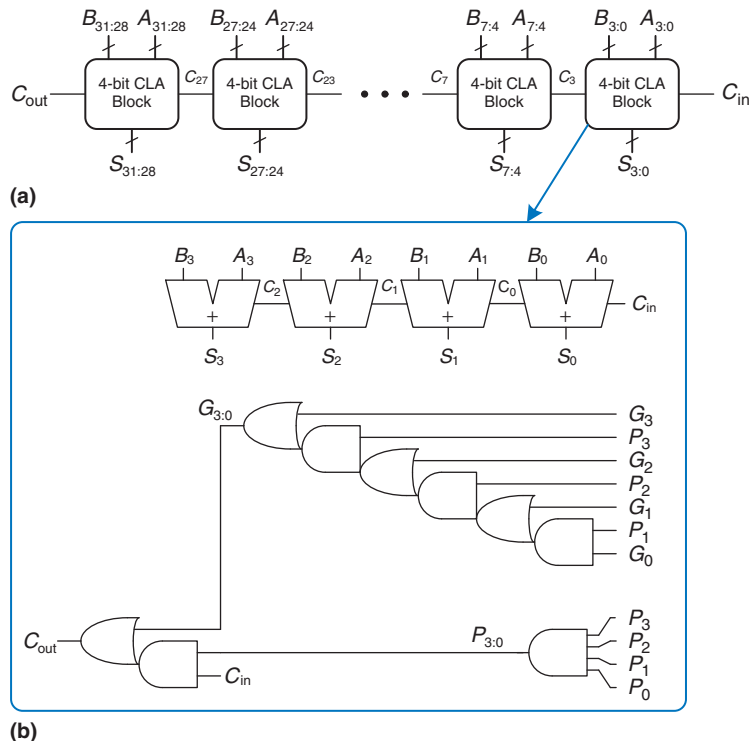 B31:28 A31:28 B27:24 A27:24 B7:4 A7:4 B3:0 A3:0
Cout 4-bit CLA Block C27 4-bit CLA Block C23 C7 4-bit CLA Block C3 4-bit CLA Block Cin
S31:28 S27:24 S7:4 S3:0
(a)
B3 A3 B2 A2 B1 A1 B0 A0
C2 C1 C0 Cin
+ + + +
S3 S2 S1 S0
G3:0 G3
P3
G2
P2
G1
P1
G0
Cout P3:0 P3
P2
P1
Cin P0
(b)